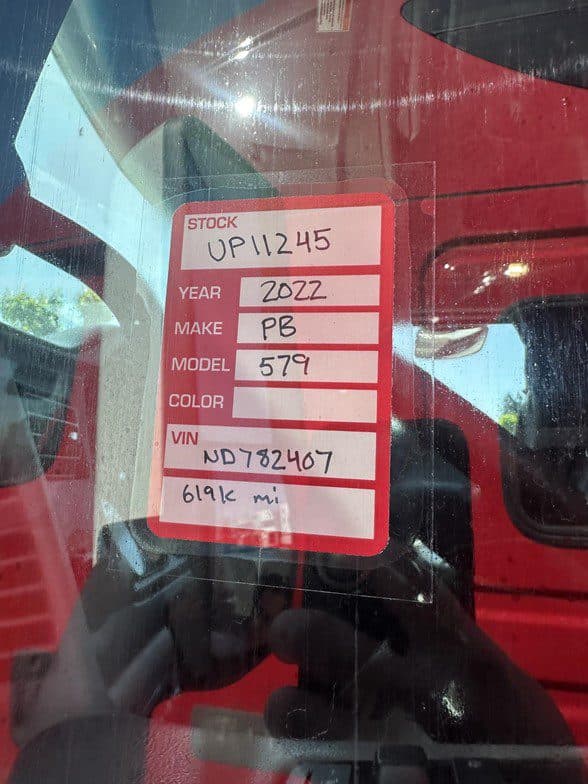 STOCK
UP11245
YEAR 2022
MAKE PB
MODEL 579
COLOR
VIN
ND782407
619K mi